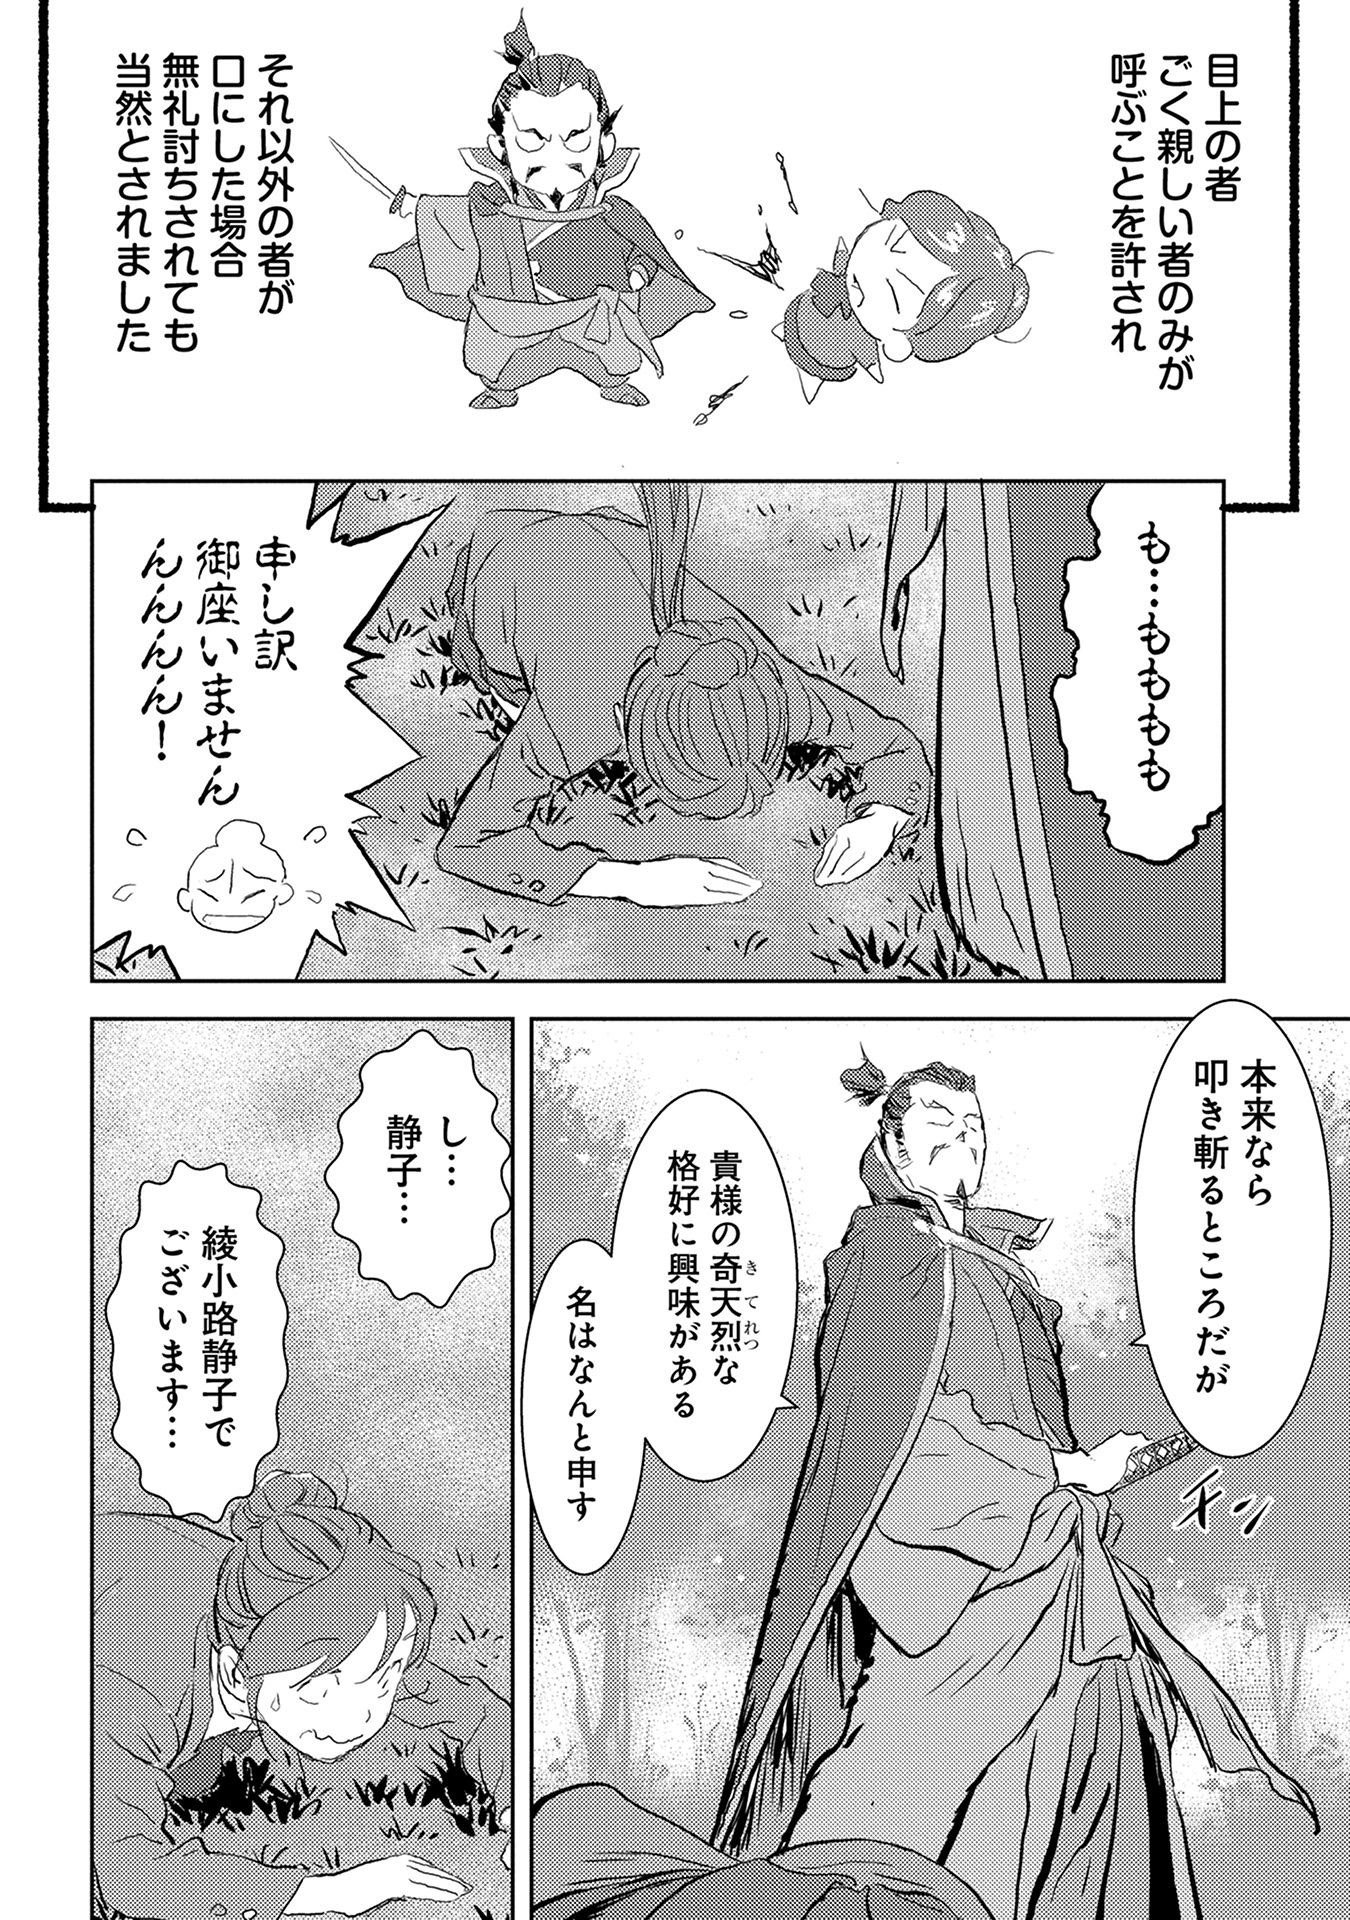 目上の者
ごく親しい者のみが
呼ぶことを許され
それ以外の者が
口にした場合
無礼討ちされても
当然とされました
も…もももも
申し訳
御座いません
んんんん！
本来なら
叩き斬るところだが
貴様の奇天烈な
きてれつ
格好に興味がある
名はなんと申す
チン
し…
静子…
綾小路静子で
ございます…